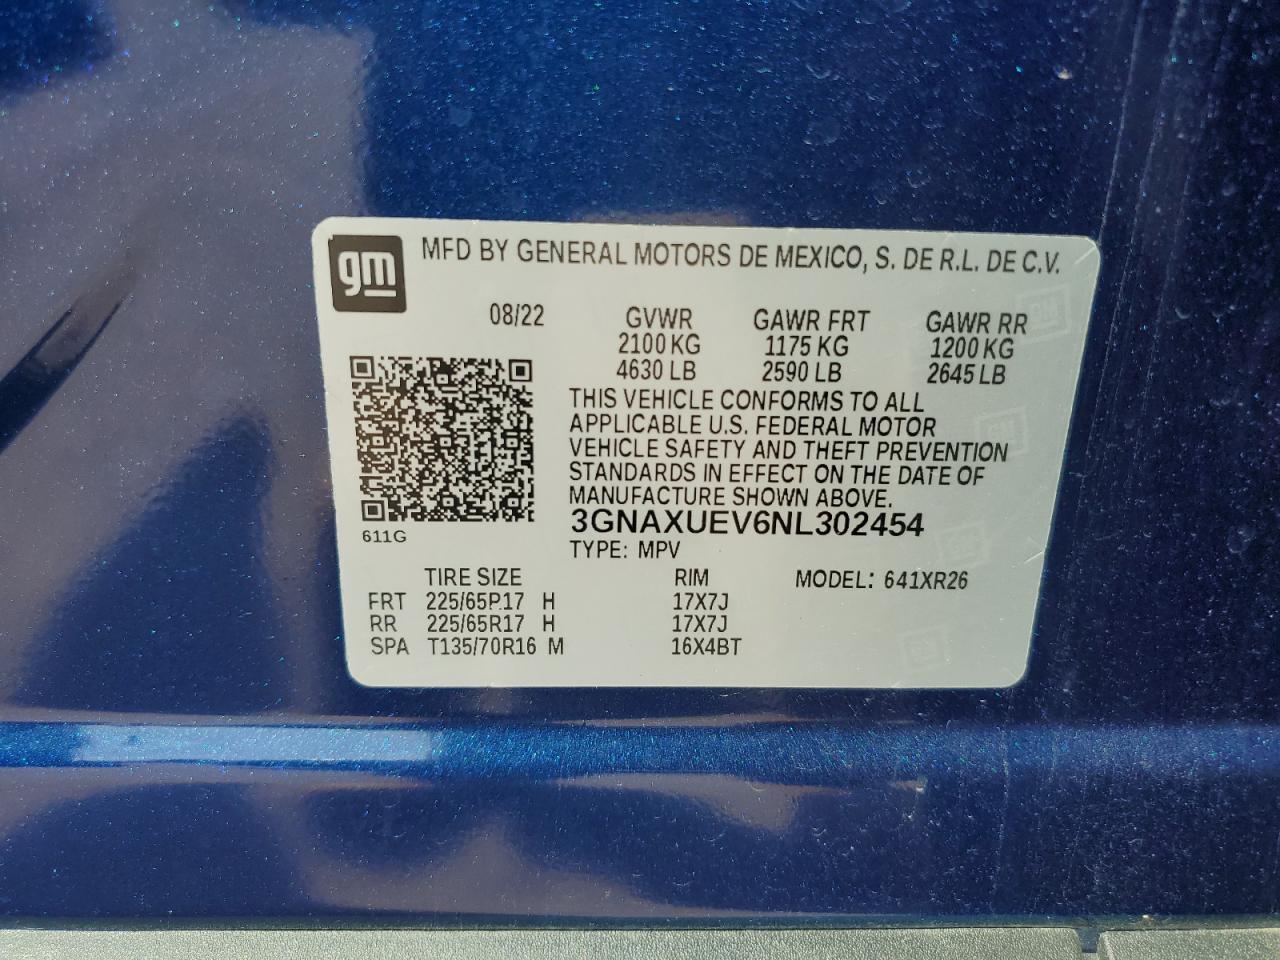 gm
MFD BY GENERAL MOTORS DE MEXICO, S. DE R.L. DE C.V.
08/22 GVWR GAWR FRT GAWR RR
2100 KG 1175 KG 1200 KG
4630 LB 2590 LB 2645 LB
THIS VEHICLE CONFORMS TO ALL
APPLICABLE U.S. FEDERAL MOTOR
VEHICLE SAFETY AND THEFT PREVENTION
STANDARDS IN EFFECT ON THE DATE OF
MANUFACTURE SHOWN ABOVE.
3GNAXUEV6NL302454
611G
TYPE: MPV
TIRE SIZE RIM MODEL: 641XR26
FRT 225/65R17 H 17X7J
RR 225/65R17 H 17X7J
SPA T135/70R16 M 16X4BT